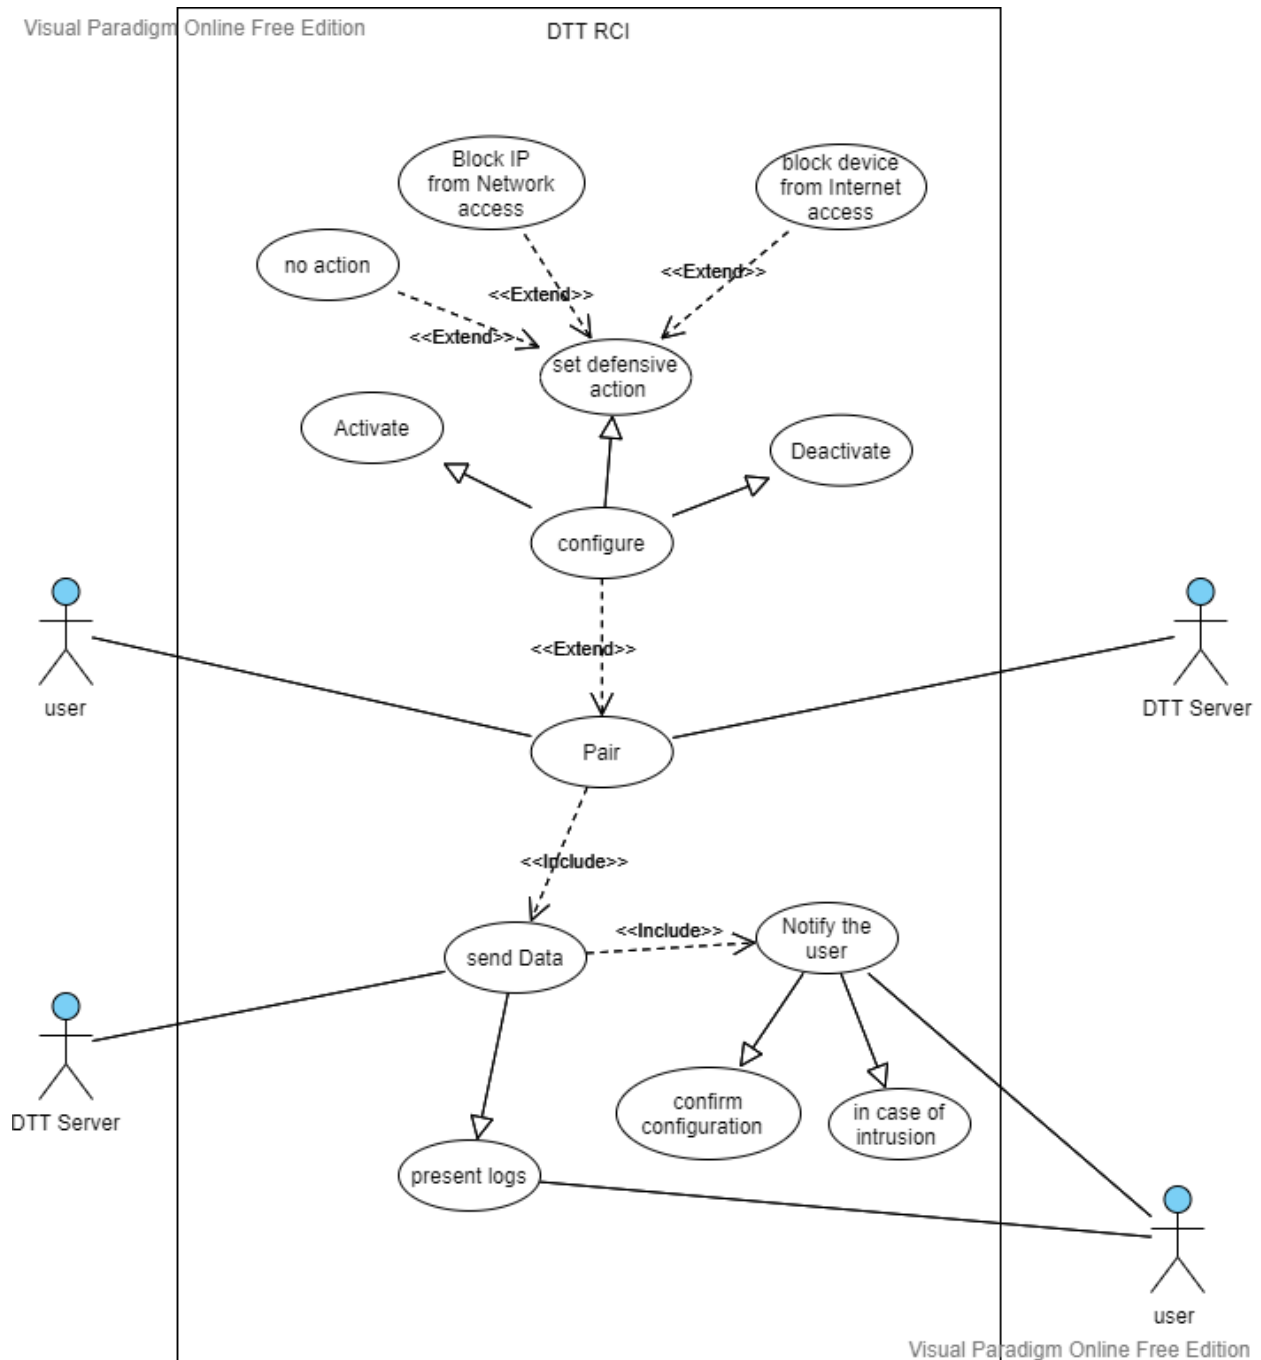 Visual Paradigm Online Free Edition
DTT RCI
Block IP
from Network
access
block device
from Internet
access
no action
<<Extend>>
<<Extend>>
<<Extend>>
set defensive
action
Activate
Deactivate
configure
<<Extend>>
user
DTT Server
Pair
<<Include>>
<<Include>>
Notify the
user
send Data
confirm
configuration
in case of
intrusion
DTT Server
present logs
user
Visual Paradigm Online Free Edition